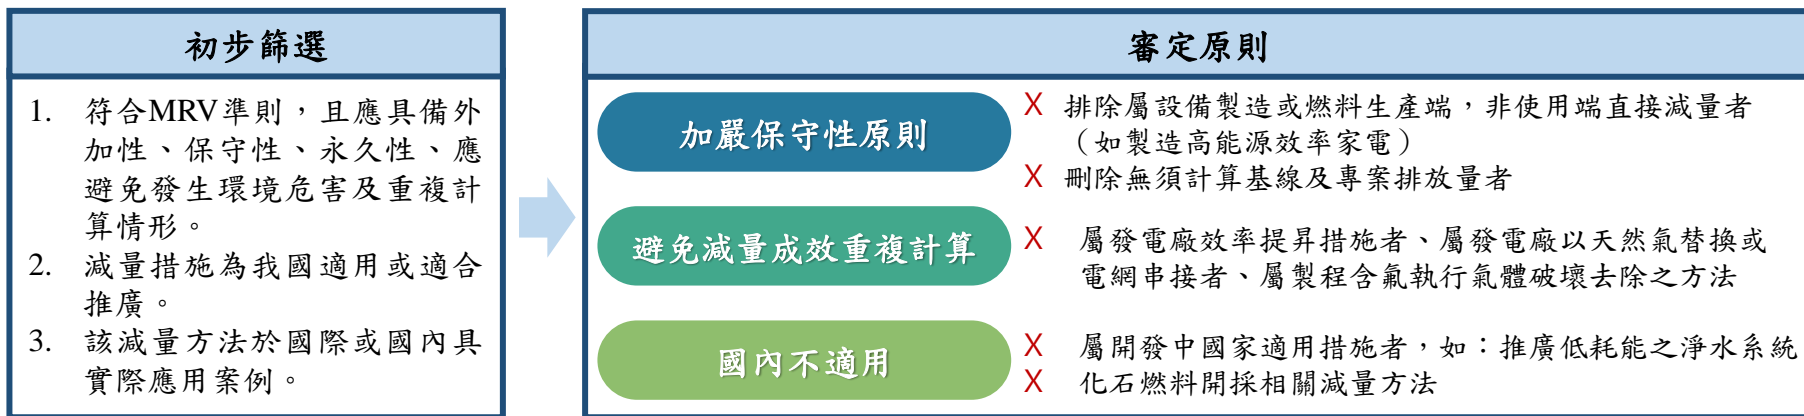 初步篩選
1. 符合MRV準則，且應具備外
加性、保守性、永久性、應
避免發生環境危害及重複計
算情形。
2. 減量措施為我國適用或適合
推廣。
3. 該減量方法於國際或國內具
實際應用案例。
審定原則
加嚴保守性原則
X 排除屬設備製造或燃料生產端，非使用端直接減量者
（如製造高能源效率家電）
X 刪除無須計算基線及專案排放量者
避免減量成效重複計算
X 屬發電廠效率提昇措施者、屬發電廠以天然氣替換或
電網串接者、屬製程含氟執行氣體破壞去除之方法
國內不適用
X 屬開發中國家適用措施者，如：推廣低耗能之淨水系統
X 化石燃料開採相關減量方法